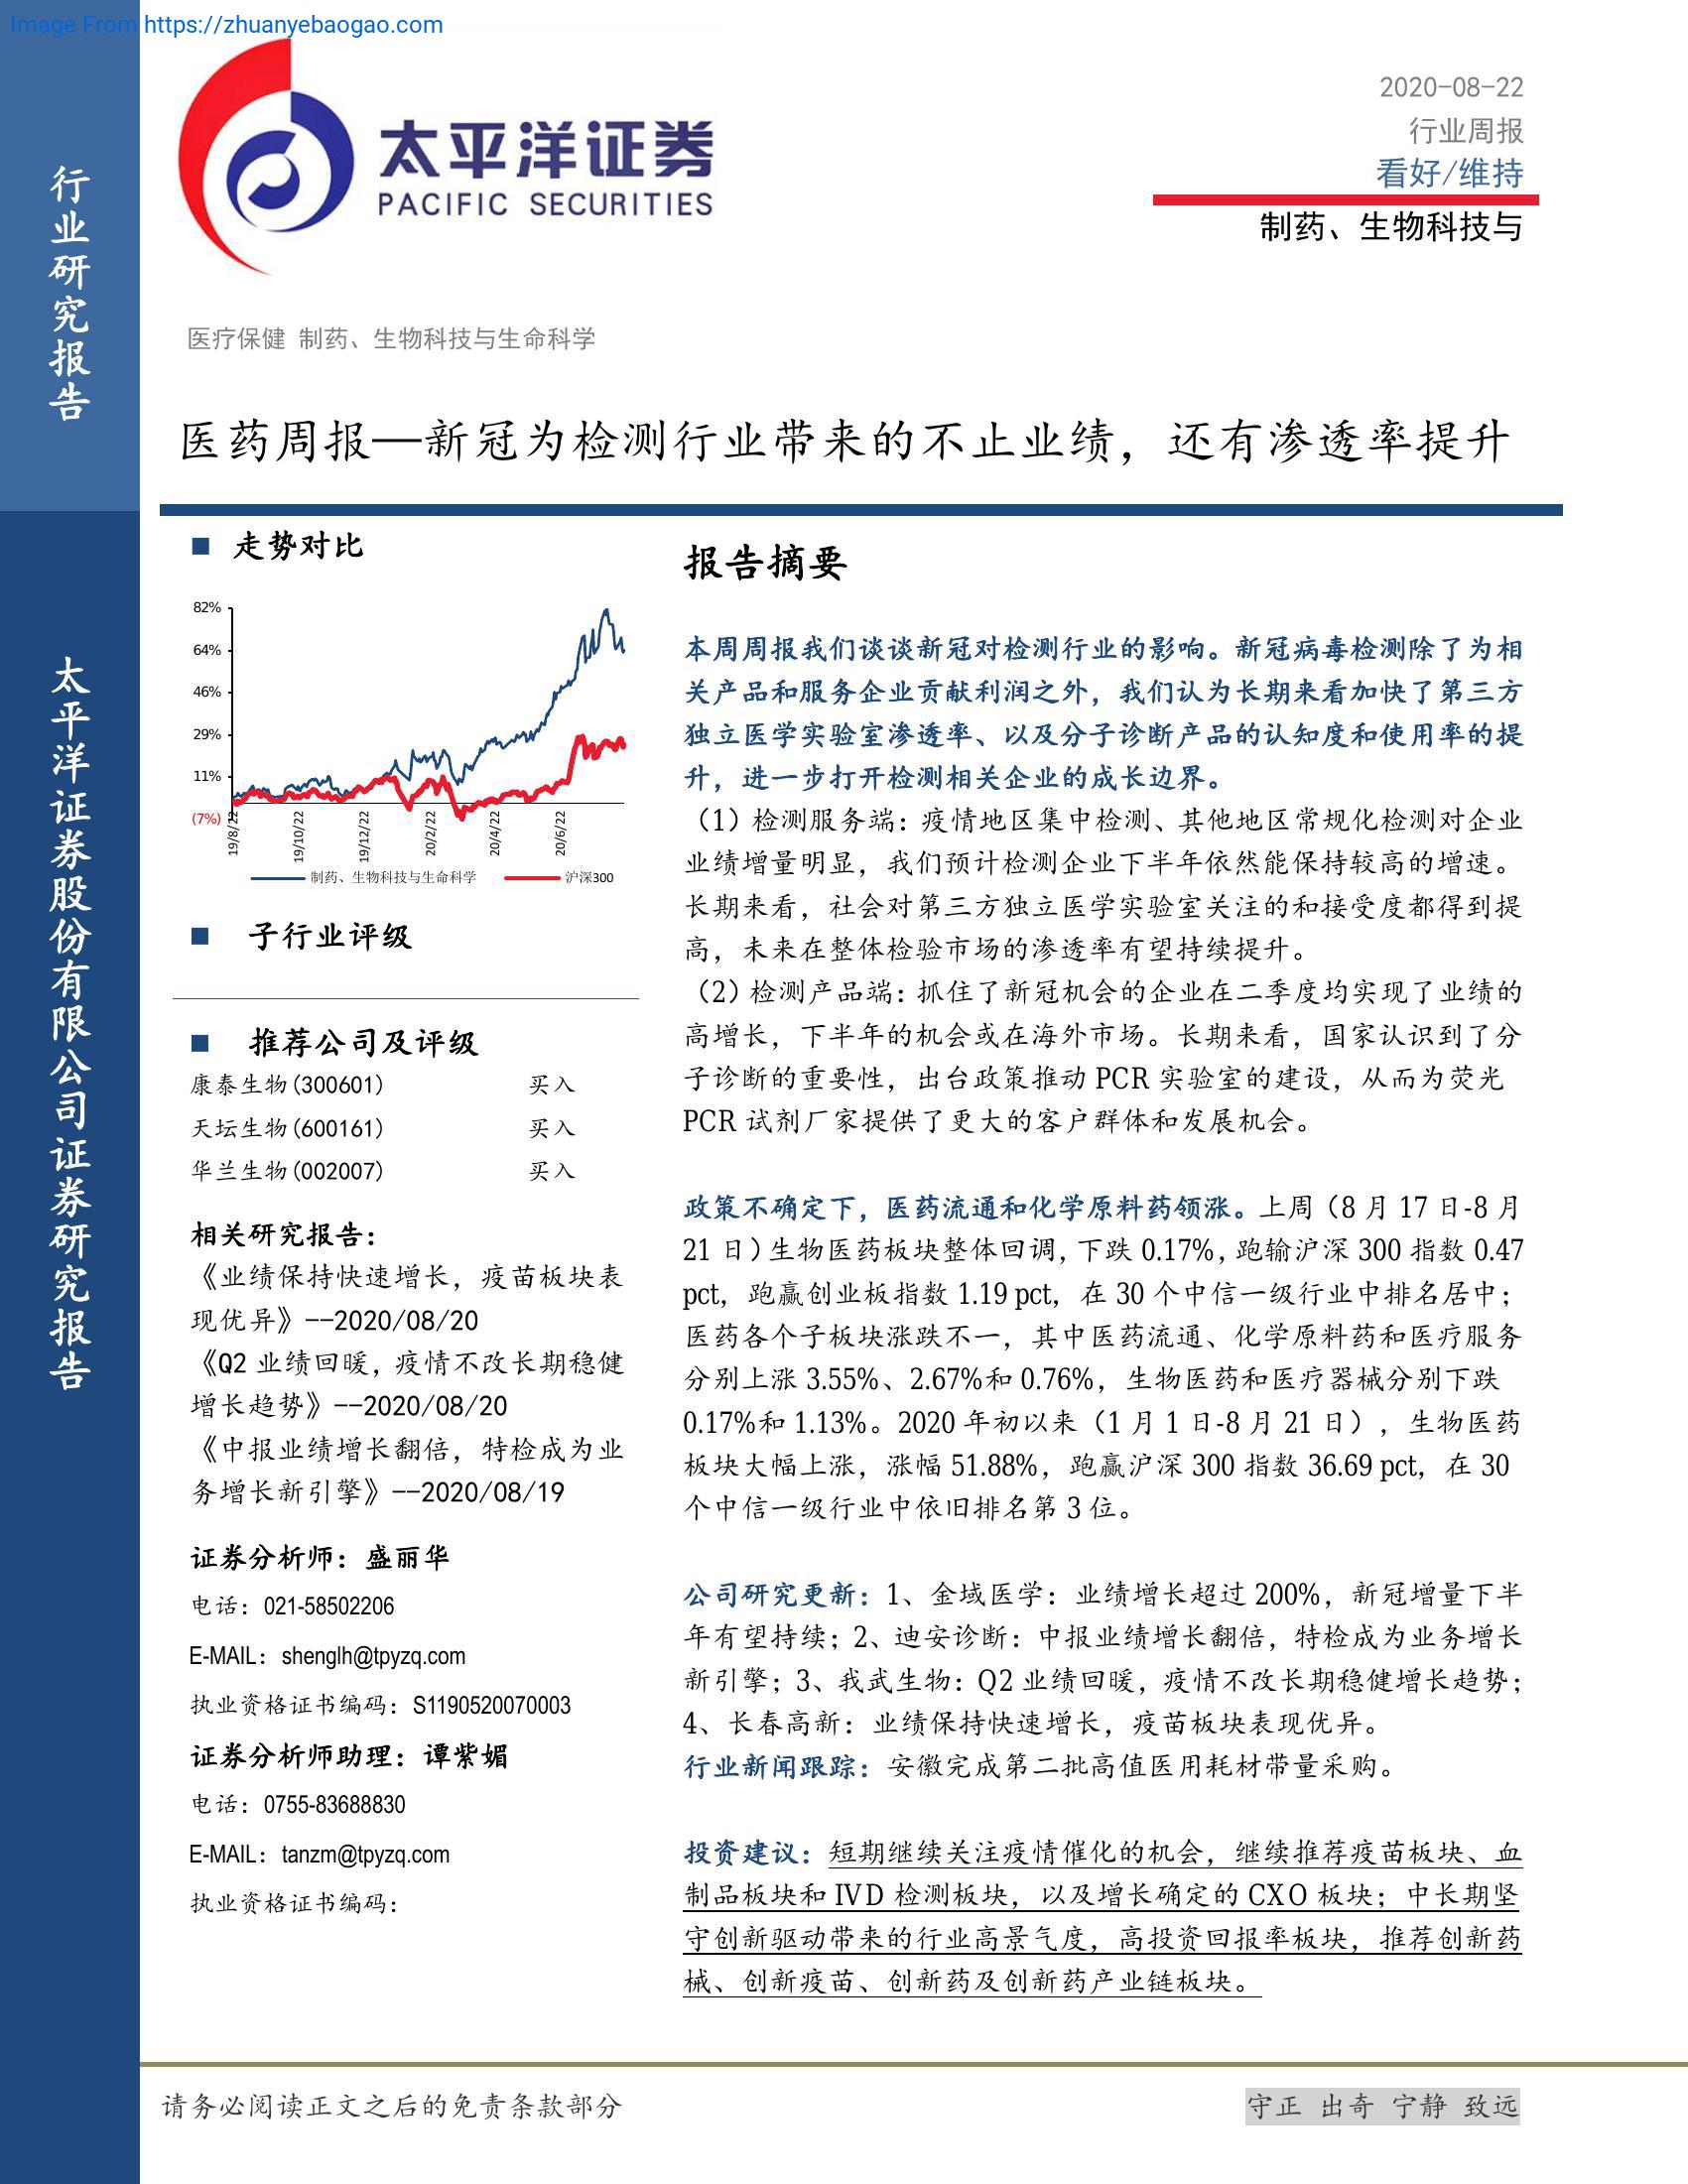 Image From https://zhuanyebaogao.com
行业研究报告
太平洋证券股份有限公司证券研究报告
太平洋证券
PACIFIC SECURITIES
2020-08-22
行业周报
看好/维持
制药、生物科技与
医疗保健 制药、生物科技与生命科学
医药周报—新冠为检测行业带来的不止业绩，还有渗透率提升
■ 走势对比
82%
64%
46%
29%
11%
(7%)
19/8/22
19/10/22
19/12/22
20/2/22
20/4/22
20/6/22
制药、生物科技与生命科学 沪深300
■ 子行业评级
■ 推荐公司及评级
康泰生物(300601) 买入
天坛生物(600161) 买入
华兰生物(002007) 买入
相关研究报告：
《业绩保持快速增长，疫苗板块表
现优异》--2020/08/20
《Q2 业绩回暖，疫情不改长期稳健
增长趋势》--2020/08/20
《中报业绩增长翻倍，特检成为业
务增长新引擎》--2020/08/19
证券分析师：盛丽华
电话：021-58502206
E-MAIL：shenglh@tpyzq.com
执业资格证书编码：S1190520070003
证券分析师助理：谭紫媚
电话：0755-83688830
E-MAIL：tanzm@tpyzq.com
执业资格证书编码：
报告摘要
本周周报我们谈谈新冠对检测行业的影响。新冠病毒检测除了为相
关产品和服务企业贡献利润之外，我们认为长期来看加快了第三方
独立医学实验室渗透率、以及分子诊断产品的认知度和使用率的提
升，进一步打开检测相关企业的成长边界。
（1）检测服务端：疫情地区集中检测、其他地区常规化检测对企业
业绩增量明显，我们预计检测企业下半年依然能保持较高的增速。
长期来看，社会对第三方独立医学实验室关注的和接受度都得到提
高，未来在整体检验市场的渗透率有望持续提升。
（2）检测产品端：抓住了新冠机会的企业在二季度均实现了业绩的
高增长，下半年的机会或在海外市场。长期来看，国家认识到了分
子诊断的重要性，出台政策推动 PCR 实验室的建设，从而为荧光
PCR 试剂厂家提供了更大的客户群体和发展机会。
政策不确定下，医药流通和化学原料药领涨。上周（8 月 17 日-8 月
21 日）生物医药板块整体回调，下跌 0.17%，跑输沪深 300 指数 0.47
pct，跑赢创业板指数 1.19 pct，在 30 个中信一级行业中排名居中；
医药各个子板块涨跌不一，其中医药流通、化学原料药和医疗服务
分别上涨 3.55%、2.67%和 0.76%，生物医药和医疗器械分别下跌
0.17%和 1.13%。2020 年初以来（1 月 1 日-8 月 21 日），生物医药
板块大幅上涨，涨幅 51.88%，跑赢沪深 300 指数 36.69 pct，在 30
个中信一级行业中依旧排名第 3 位。
公司研究更新：1、金域医学：业绩增长超过 200%，新冠增量下半
年有望持续；2、迪安诊断：中报业绩增长翻倍，特检成为业务增长
新引擎；3、我武生物：Q2 业绩回暖，疫情不改长期稳健增长趋势；
4、长春高新：业绩保持快速增长，疫苗板块表现优异。
行业新闻跟踪：安徽完成第二批高值医用耗材带量采购。
投资建议：短期继续关注疫情催化的机会，继续推荐疫苗板块、血
制品板块和 IVD 检测板块，以及增长确定的 CXO 板块；中长期坚
守创新驱动带来的行业高景气度，高投资回报率板块，推荐创新药
械、创新疫苗、创新药及创新药产业链板块。
请务必阅读正文之后的免责条款部分
守正 出奇 宁静 致远